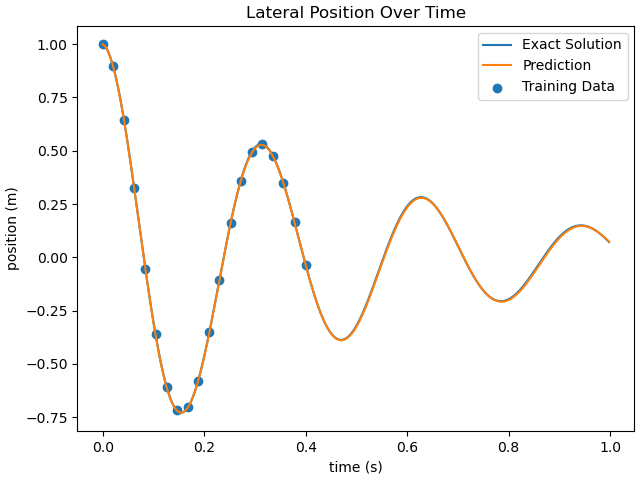 Lateral Position Over Time
Exact Solution
Prediction
Training Data
position (m)
1.00
0.75
0.50
0.25
0.00
−0.25
−0.50
−0.75
0.0 0.2 0.4 0.6 0.8 1.0
time (s)